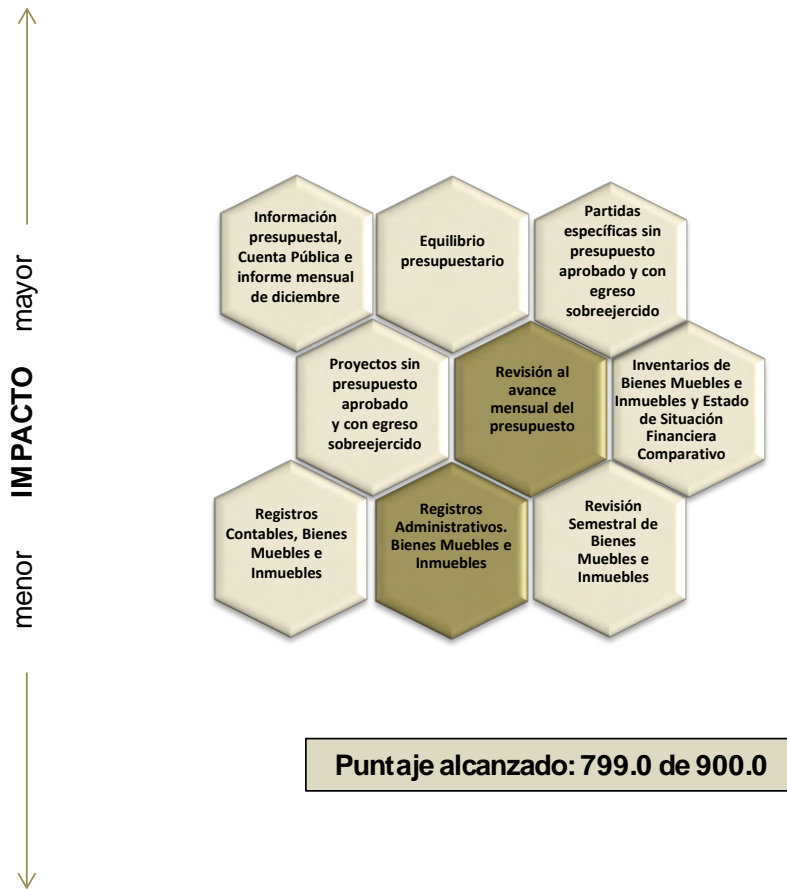 mayor
IMPACTO
menor
Información
presupuestal,
Cuenta Pública e
informe mensual
de diciembre
Equilibrio
presupuestario
Partidas
específicas sin
presupuesto
aprobado y con
egreso
sobreejercido
Proyectos sin
presupuesto
aprobado
y con egreso
sobreejercido
Revisión al
avance
mensual del
presupuesto
Inventarios de
Bienes Muebles e
Inmuebles y Estado
de Situación
Financiera
Comparativo
Registros
Contables, Bienes
Muebles e
Inmuebles
Registros
Administrativos.
Bienes Muebles e
Inmuebles
Revisión
Semestral de
Bienes
Muebles e
Inmuebles
Puntaje alcanzado: 799.0 de 900.0